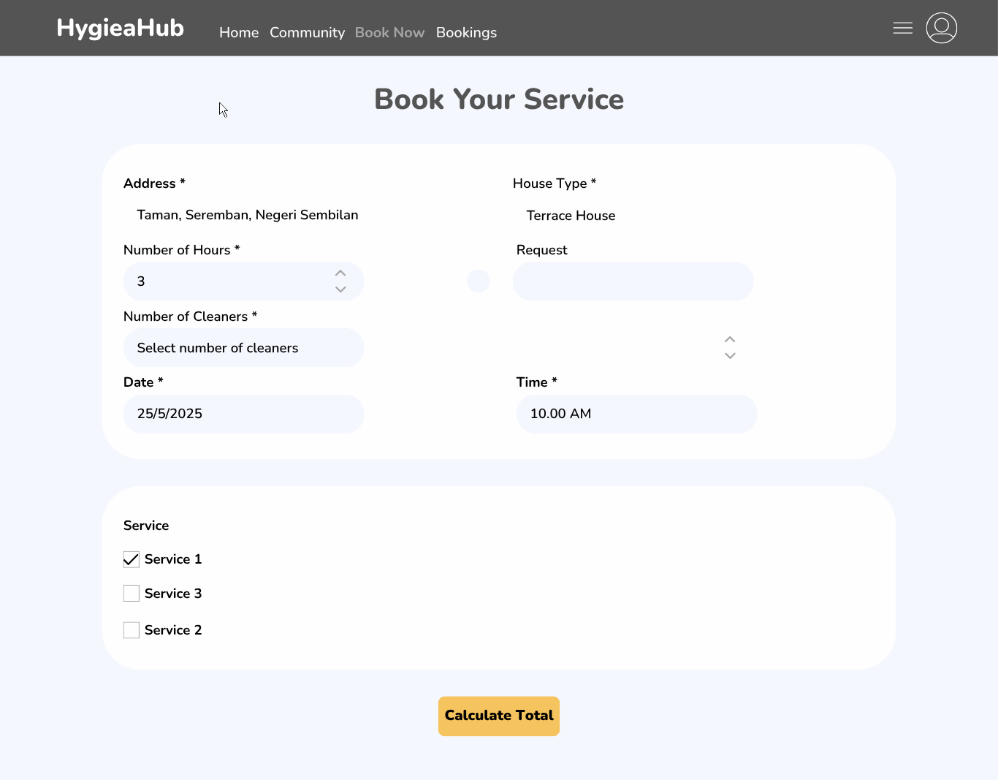 HygieaHub
Home Community Book Now Bookings
Book Your Service
Address *
House Type *
Taman, Seremban, Negeri Sembilan
Terrace House
Number of Hours *
Request
3
Number of Cleaners *
Select number of cleaners
Date *
Time *
25/5/2025
10.00 AM
Service
Service 1
Service 3
Service 2
Calculate Total